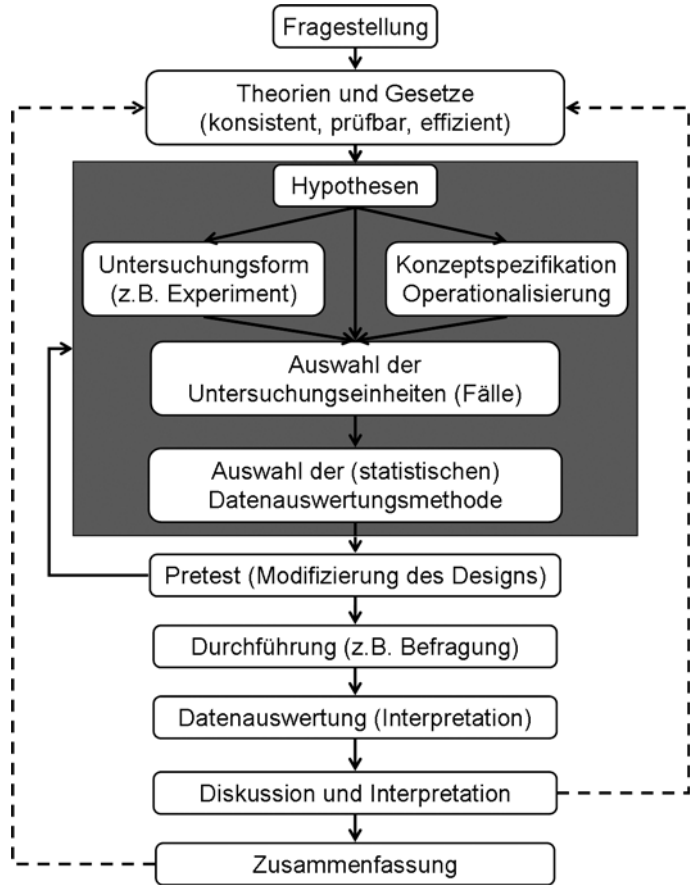 Fragestellung
Theorien und Gesetze
(konsistent, prüfbar, effizient)
Hypothesen
Untersuchungsform
(z.B. Experiment)
Konzeptspezifikation
Operationalisierung
Auswahl der
Untersuchungseinheiten (Fälle)
Auswahl der (statistischen)
Datenauswertungsmethode
Pretest (Modifizierung des Designs)
Durchführung (z.B. Befragung)
Datenauswertung (Interpretation)
Diskussion und Interpretation
Zusammenfassung